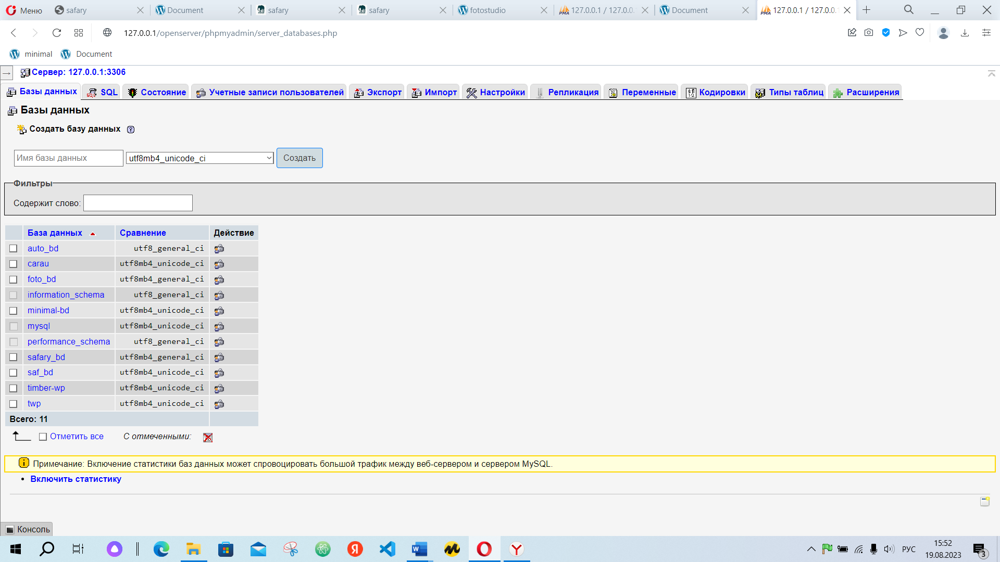 Меню
safary
Document
safary
safary
fotostudio
127.0.0.1 / 127.0.0.
Document
127.0.0.1 / 127.0.0.1
127.0.0.1/openserver/phpmyadmin/server_databases.php
minimal
Document
Сервер: 127.0.0.1:3306
Базы данных
SQL
Состояние
Учетные записи пользователей
Экспорт
Импорт
Настройки
Репликация
Переменные
Кодировки
Типы таблиц
Расширения
Базы данных
Создать базу данных
Имя базы данных
utf8mb4_unicode_ci
Создать
Фильтры
Содержит слово:
База данных Сравнение Действие
auto_bd utf8_general_ci
carau utf8mb4_unicode_ci
foto_bd utf8mb4_general_ci
information_schema utf8_general_ci
minimal-bd utf8mb4_unicode_ci
mysql utf8mb4_unicode_ci
performance_schema utf8_general_ci
safary_bd utf8mb4_general_ci
saf_bd utf8mb4_unicode_ci
timber-wp utf8mb4_unicode_ci
twp utf8mb4_unicode_ci
Всего: 11
Отметить все С отмеченными:
Примечание: Включение статистики баз данных может спровоцировать большой трафик между веб-сервером и сервером MySQL.
Включить статистику
Консоль
РУС
15:52
19.08.2023
3